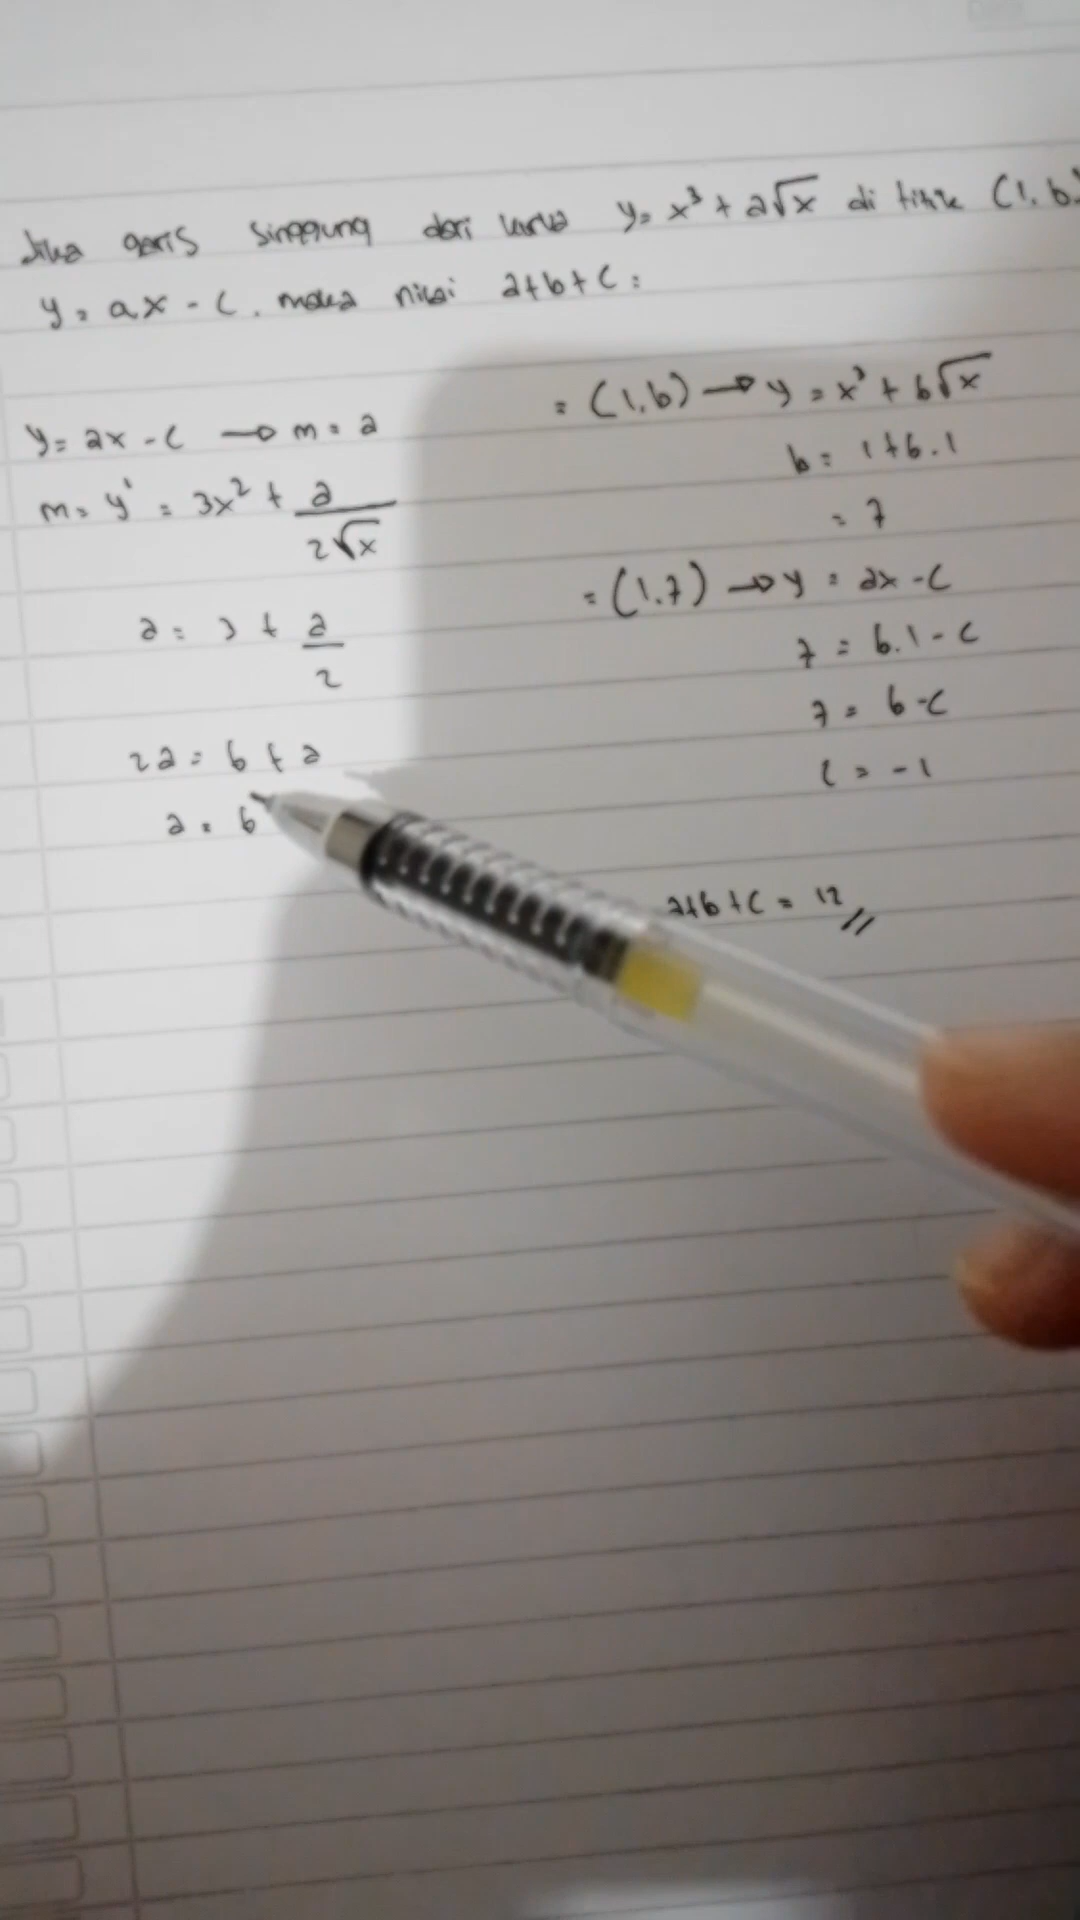 Jika garis singgung dari kurva y = x³ + a√x di titik (1,b)
y = ax - c, maka nilai a+b+c =
y = ax - c → m = a
m = y' = 3x² + a/2√x
a = 3 + a/2
2a = 6 + a
a = 6
= (1,b) → y = x³ + 6√x
b = 1+6.1
= 7
= (1,7) → y = ax - c
7 = 6.1 - c
7 = 6 - c
c = -1
a+b+c = 12 //